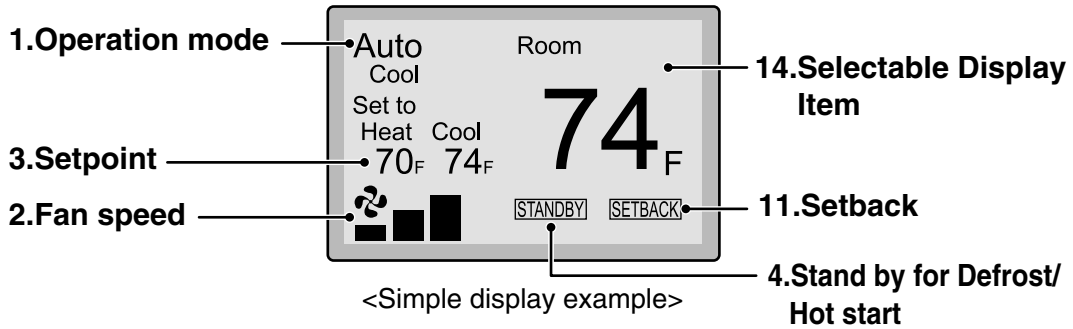 1.Operation mode
Auto
Cool
Room
14.Selectable Display
Item
Set to
Heat Cool
3.Setpoint
70F 74F
74F
2.Fan speed
STANDBY SETBACK
11.Setback
4.Stand by for Defrost/
Hot start
<Simple display example>